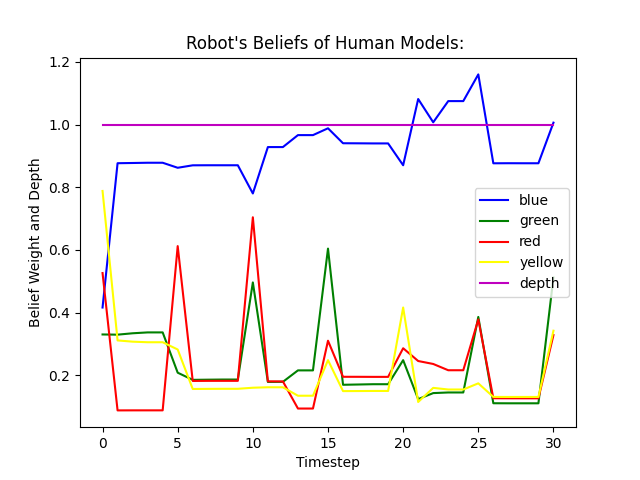 Robot's Beliefs of Human Models:
1.2
1.0
0.8
0.6
0.4
0.2
Belief Weight and Depth
blue
green
red
yellow
depth
0 5 10 15 20 25 30
Timestep